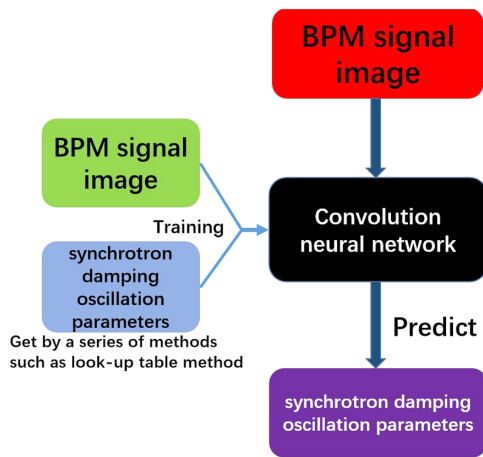 BPM signal
image
BPM signal
image
Training
synchrotron
damping
oscillation
parameters
Get by a series of methods
such as look-up table method
Convolution
neural network
Predict
synchrotron damping
oscillation parameters